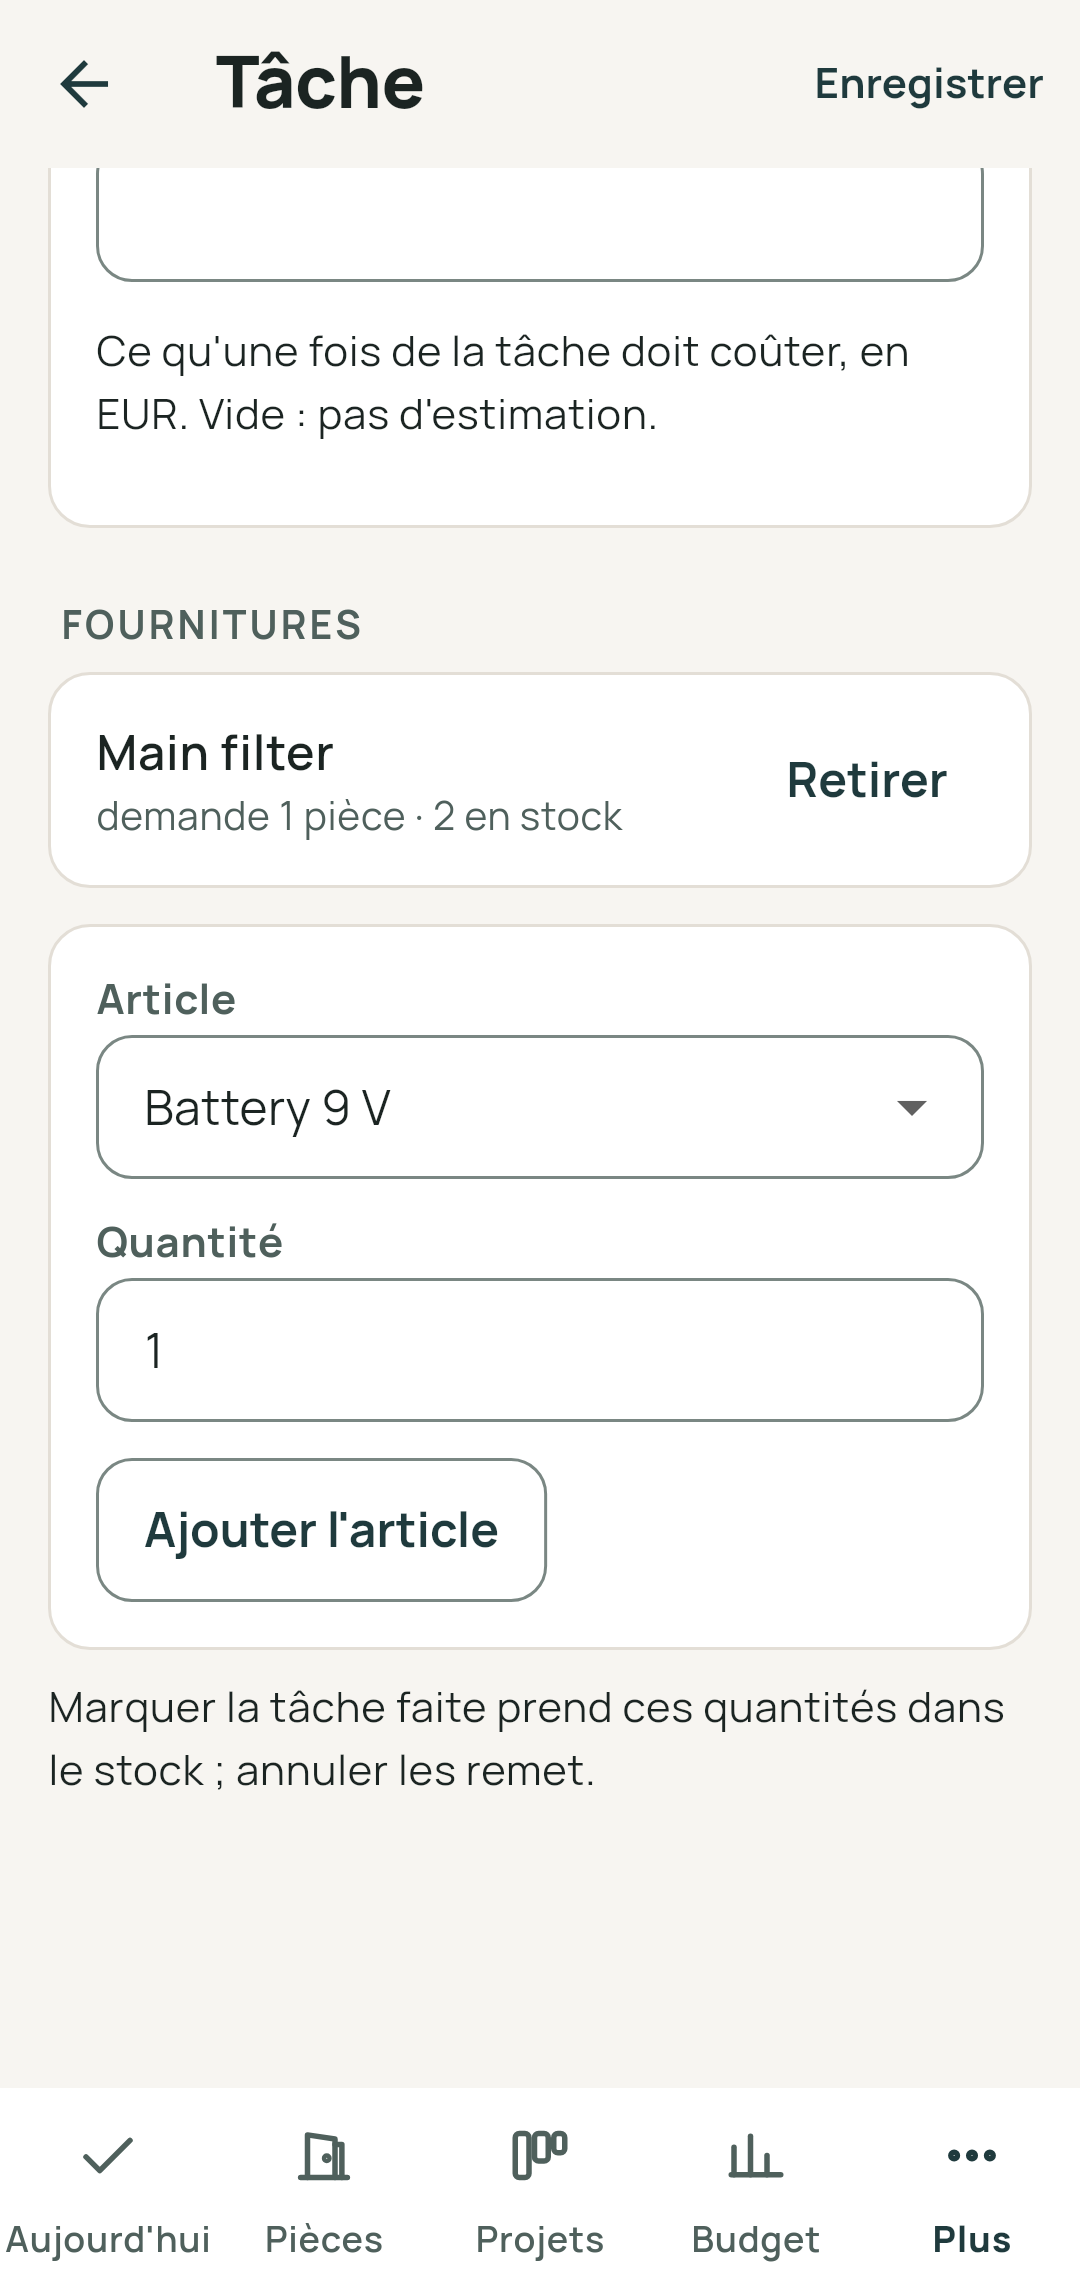 Tâche
Enregistrer
Ce qu'une fois de la tâche doit coûter, en
EUR. Vide : pas d'estimation.
FOURNITURES
Main filter
demande 1 pièce · 2 en stock
Retirer
Article
Battery 9 V
Quantité
1
Ajouter l'article
Marquer la tâche faite prend ces quantités dans
le stock ; annuler les remet.
Aujourd'hui
Pièces
Projets
Budget
Plus